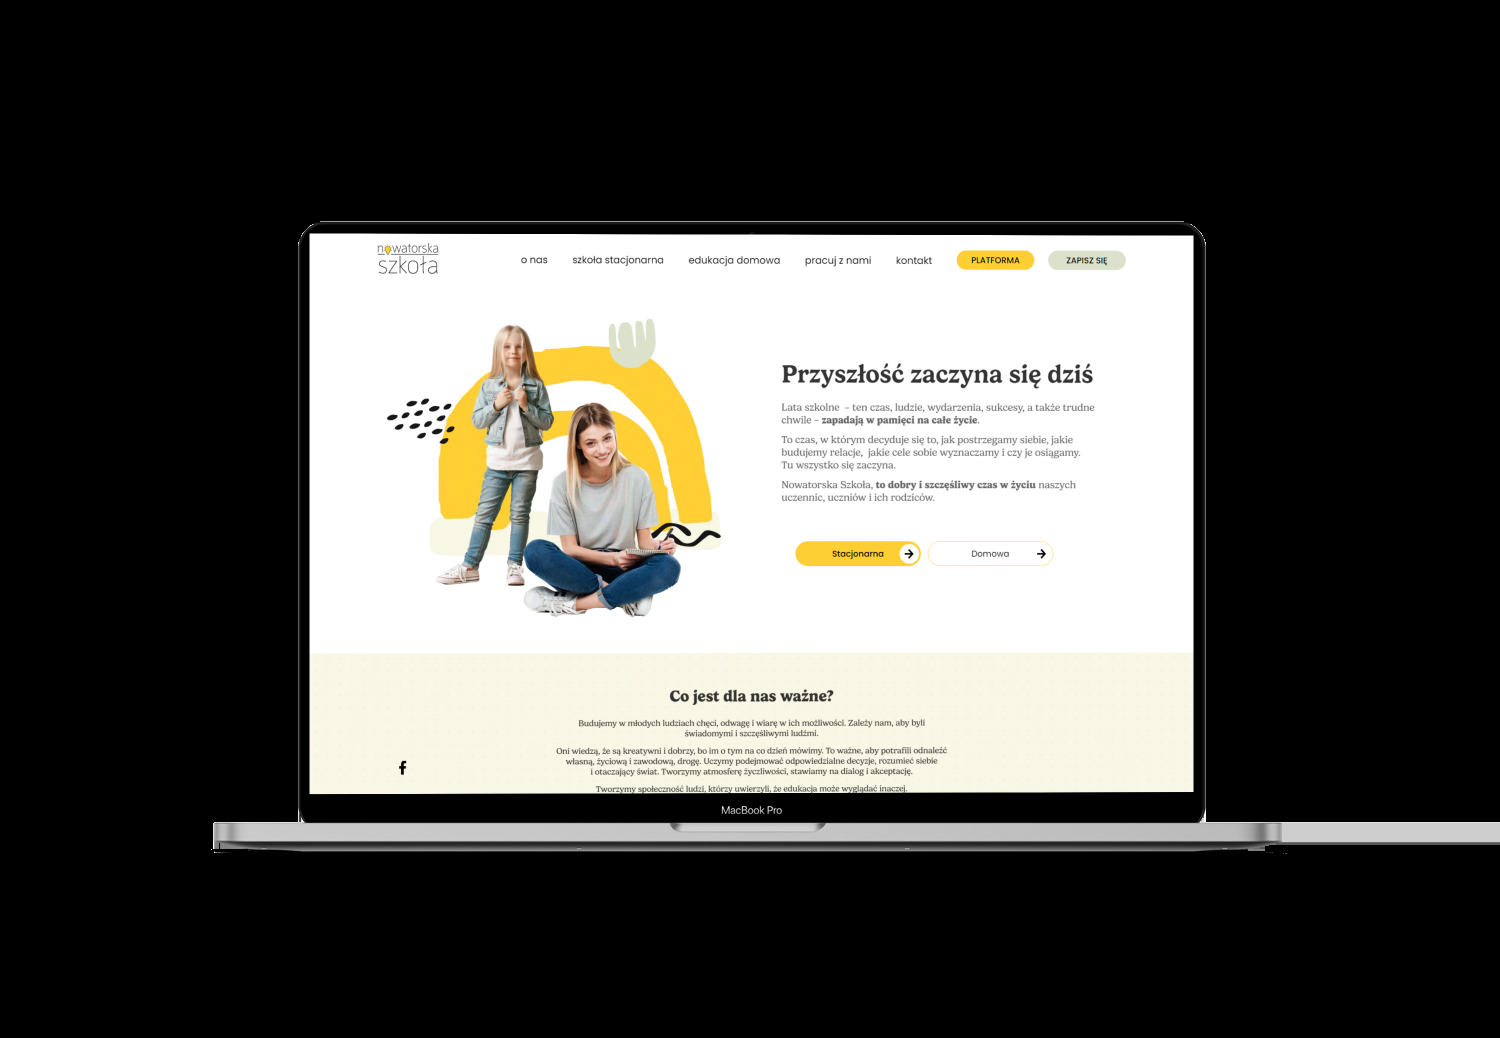 nowatorska
szkoła
o nas
szkoła stacjonarna
edukacja domowa
pracuj z nami
kontakt
PLATFORMA
ZAPISZ SIĘ
Przyszłość zaczyna się dziś
Lata szkolne – ten czas, ludzie, wydarzenia, sukcesy, a także trudne
chwile – zapadają w pamięci na całe życie.
To czas, w którym decyduje się to, jak postrzegamy siebie, jakie
budujemy relacje, jakie cele sobie wyznaczamy i czy je osiągamy.
Tu wszystko się zaczyna.
Nowatorska Szkoła, to dobry i szczęśliwy czas w życiu naszych
uczennic, uczniów i ich rodziców.
Stacjonarna
Domowa
Co jest dla nas ważne?
Budujemy w młodych ludziach chęci, odwagę i wiarę w ich możliwości. Zależy nam, aby byli
świadomymi i szczęśliwymi ludźmi.
Oni wiedzą, że są kreatywni i dobrzy, bo im o tym na co dzień mówimy. To ważne, aby potrafili odnaleźć
własną, życiową i zawodową, drogę. Uczymy podejmować odpowiedzialne decyzje, rozumieć siebie
i otaczający świat. Tworzymy atmosferę życzliwości, stawiamy na dialog i akceptację.
Tworzymy społeczność ludzi, którzy uwierzyli, że edukacja może wyglądać inaczej.
MacBook Pro